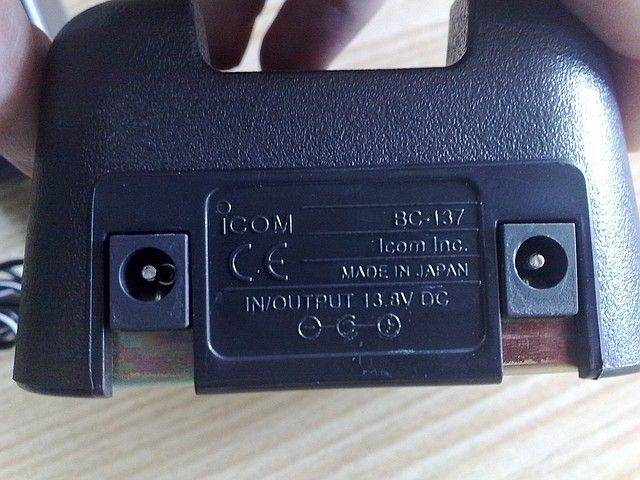 iCOM
BC-137
Icom Inc.
CE
MADE IN JAPAN
IN/OUTPUT 13.8V DC